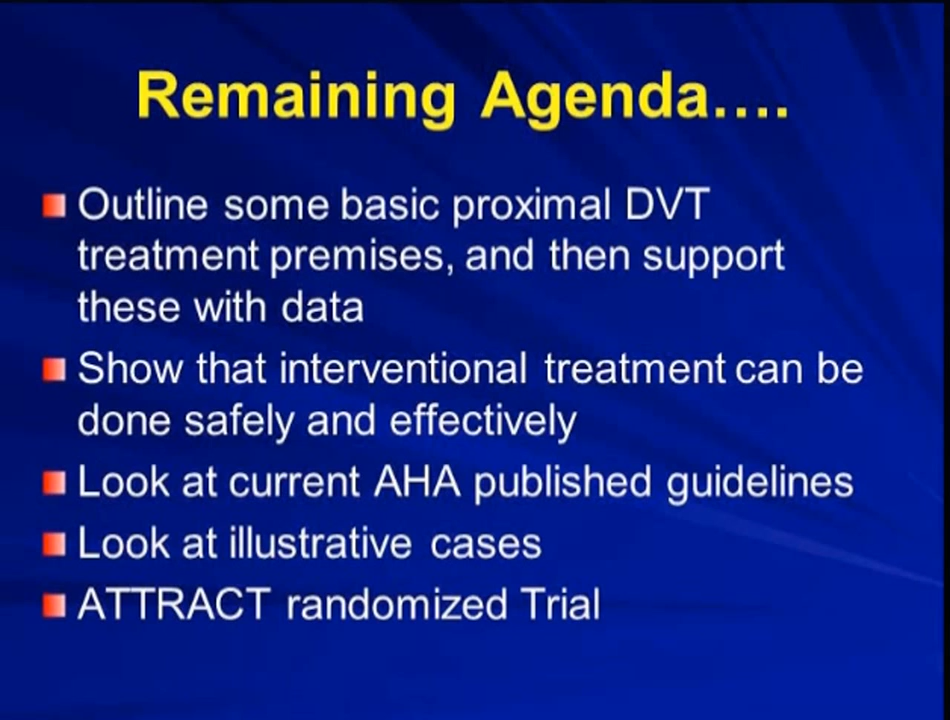 Remaining Agenda....
Outline some basic proximal DVT
treatment premises, and then support
these with data
Show that interventional treatment can be
done safely and effectively
Look at current AHA published guidelines
Look at illustrative cases
ATTRACT randomized Trial